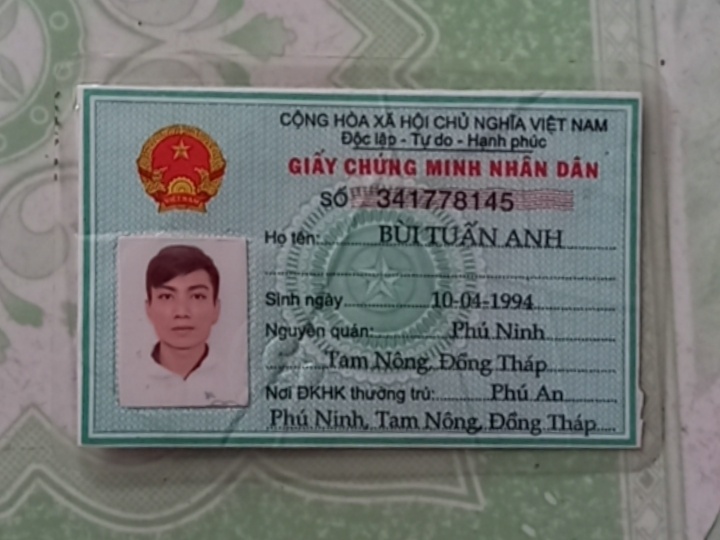 CỘNG HÒA XÃ HỘI CHỦ NGHĨA VIỆT NAM
Độc lập - Tự do - Hạnh phúc
GIẤY CHỨNG MINH NHÂN DÂN
SỐ 341778145
Họ tên: BÙI TUẤN ANH
Sinh ngày 10-04-1994
Nguyên quán: Phú Ninh
Tam Nông, Đồng Tháp
Nơi ĐKHK thường trú: Phú An
Phú Ninh, Tam Nông, Đồng Tháp
VIỆT NAM